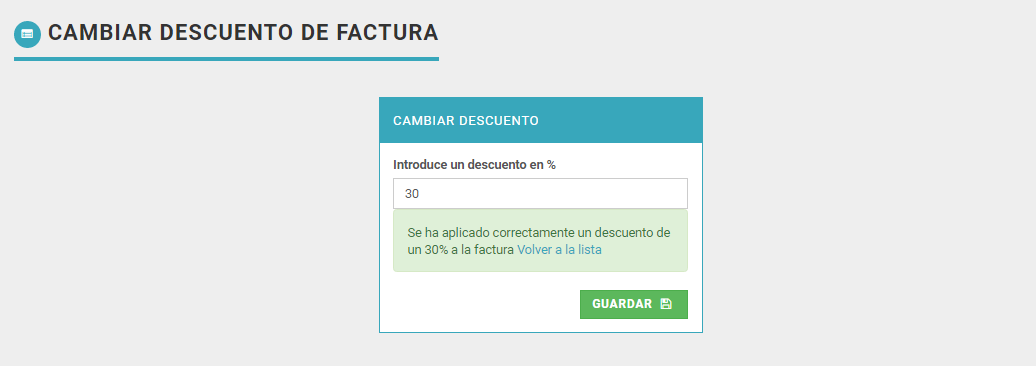 CAMBIAR DESCUENTO DE FACTURA
CAMBIAR DESCUENTO
Introduce un descuento en %
30
Se ha aplicado correctamente un descuento de
un 30% a la factura Volver a la lista
GUARDAR